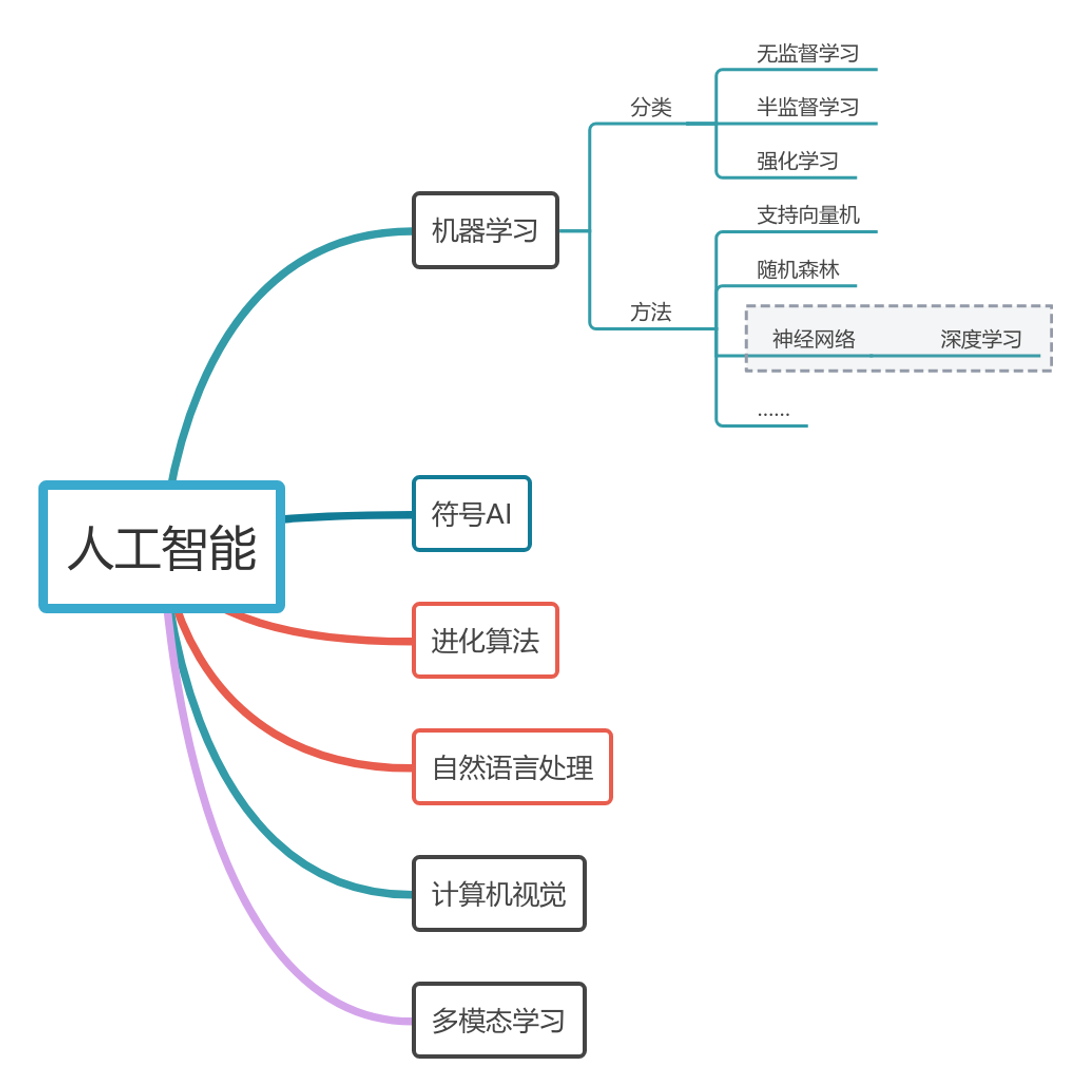 人工智能
机器学习
分类
无监督学习
半监督学习
强化学习
方法
支持向量机
随机森林
神经网络
深度学习
......
符号AI
进化算法
自然语言处理
计算机视觉
多模态学习